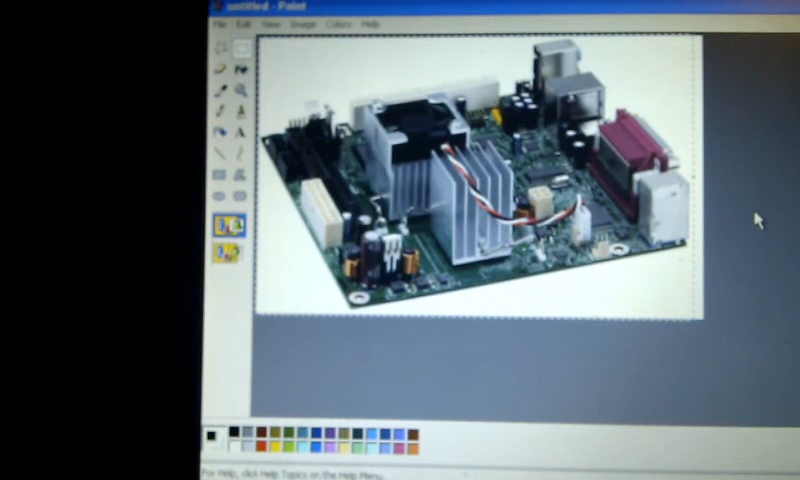 untitled - Paint
File Edit View Image Colors Help
A
For Help, click Help Topics on the Help Menu.